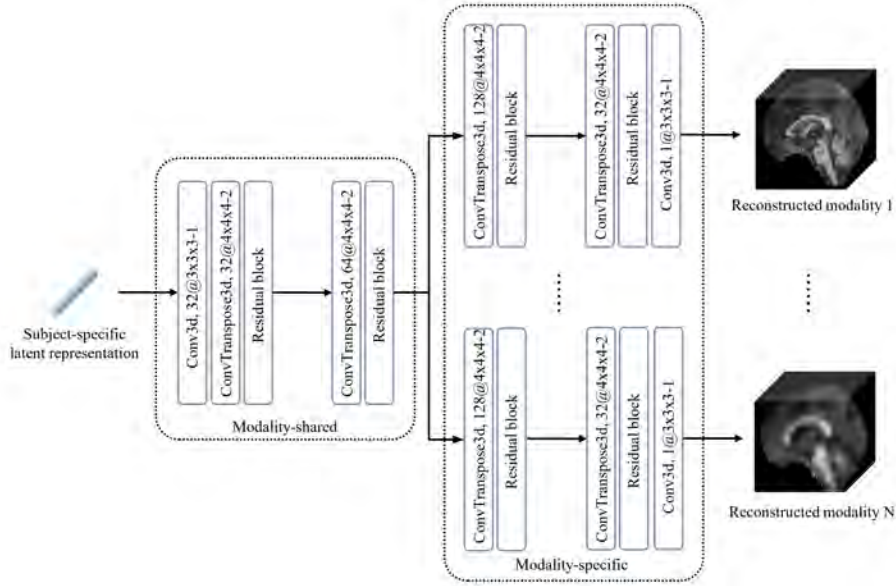 Subject-specific
latent representation
Conv3d, 32@3x3x3-1
ConvTranspose3d, 32@4x4x4-2
Residual block
ConvTranspose3d, 64@4x4x4-2
Residual block
Modality-shared
ConvTranspose3d, 128@4x4x4-2
Residual block
ConvTranspose3d, 32@4x4x4-2
Residual block
Conv3d, 1@3x3x3-1
Reconstructed modality 1
......
......
ConvTranspose3d, 128@4x4x4-2
Residual block
ConvTranspose3d, 32@4x4x4-2
Residual block
Conv3d, 1@3x3x3-1
Reconstructed modality N
Modality-specific